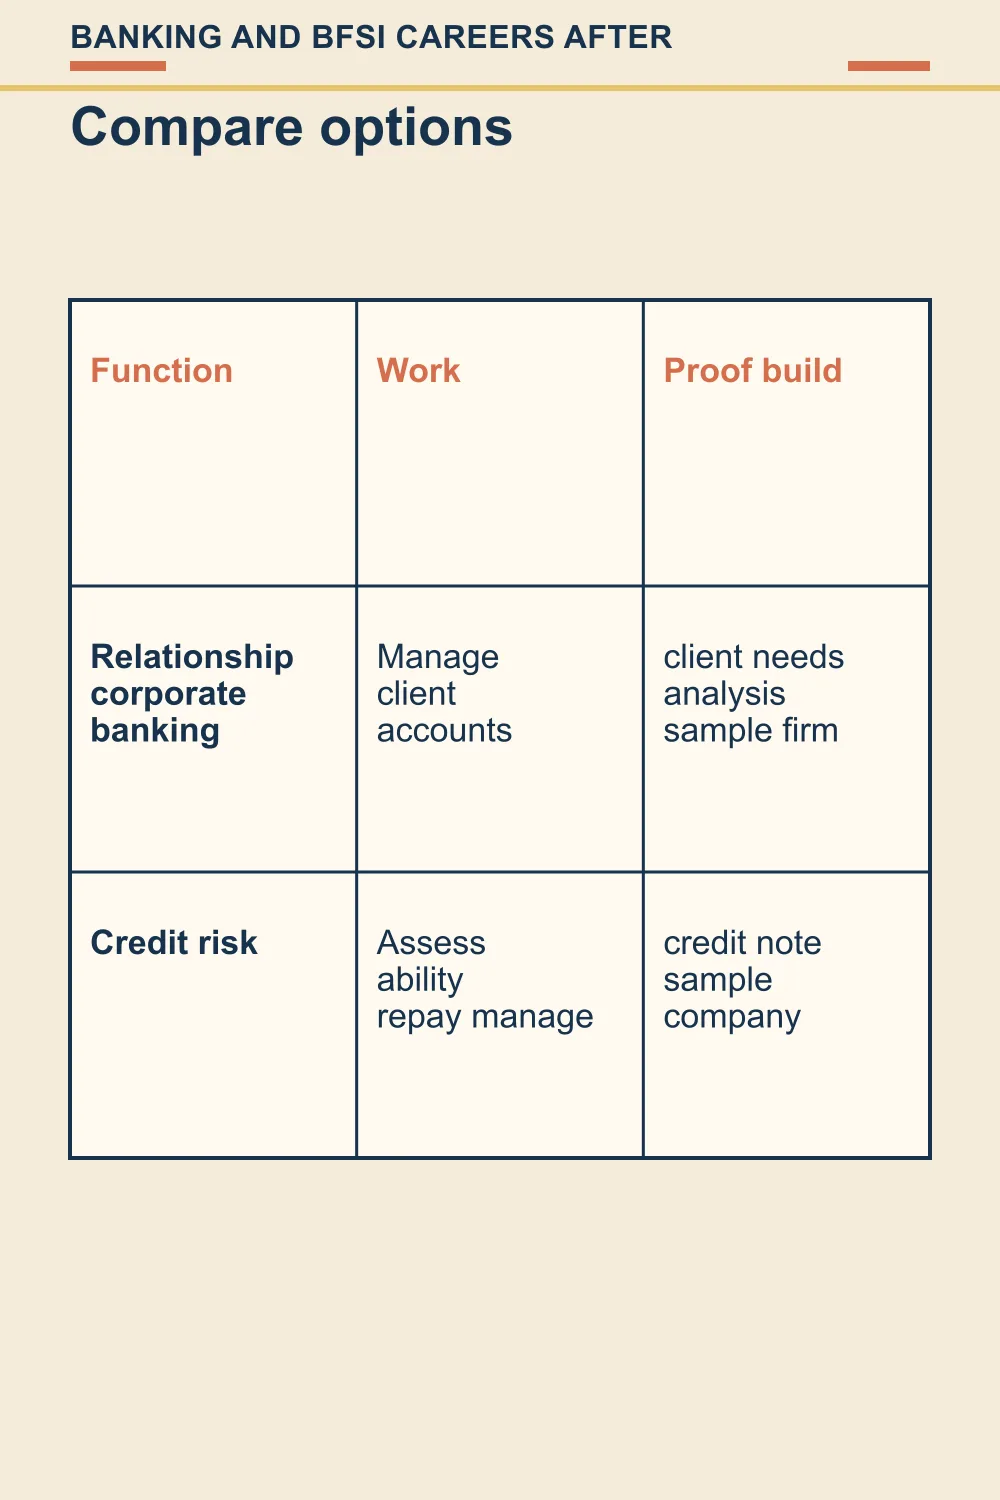 BANKING AND BFSI CAREERS AFTER
Compare options
Function
Work
Proof build
Relationship
corporate
banking
Manage
client
accounts
client needs
analysis
sample firm
Credit risk
Assess
ability
repay manage
credit note
sample
company